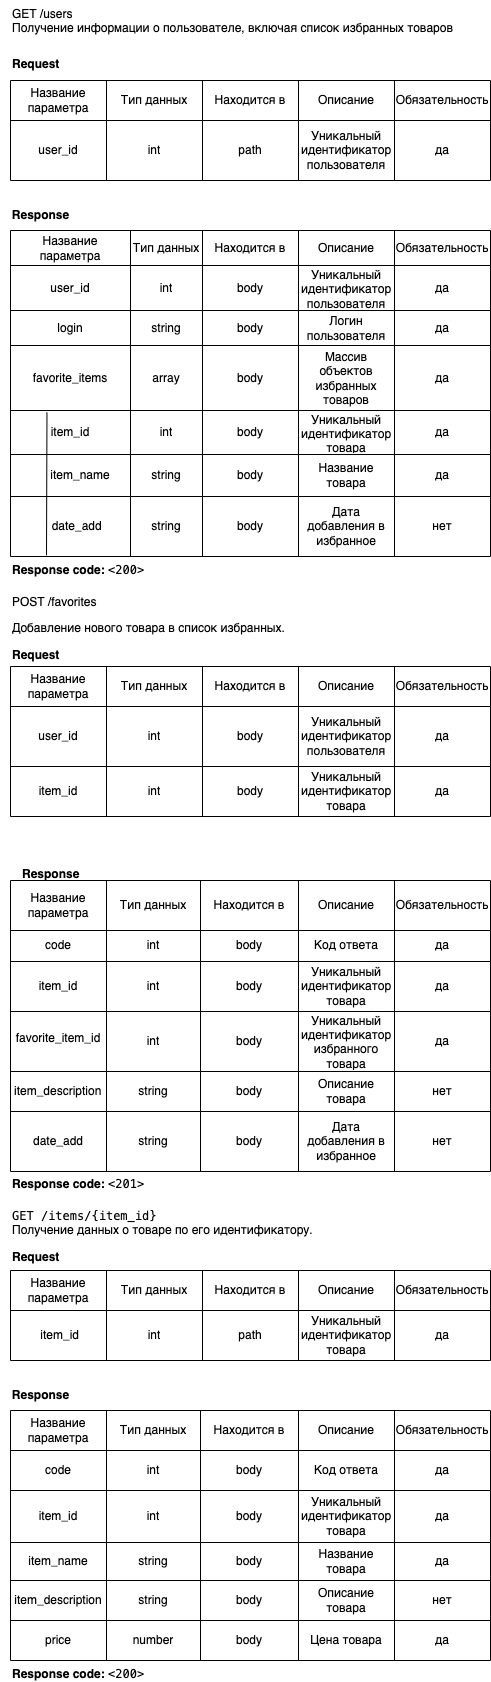 GET /users
Получение информации о пользователе, включая список избранных товаров
Request
Название параметра Тип данных Находится в Описание Обязательность
user_id int path Уникальный идентификатор пользователя да
Response
Название параметра Тип данных Находится в Описание Обязательность
user_id int body Уникальный идентификатор пользователя да
login string body Логин пользователя да
favorite_items array body Массив объектов избранных товаров да
item_id int body Уникальный идентификатор товара да
item_name string body Название товара да
date_add string body Дата добавления в избранное нет
Response code: <200>
POST /favorites
Добавление нового товара в список избранных.
Request
Название параметра Тип данных Находится в Описание Обязательность
user_id int body Уникальный идентификатор пользователя да
item_id int body Уникальный идентификатор товара да
Response
Название параметра Тип данных Находится в Описание Обязательность
code int body Код ответа да
item_id int body Уникальный идентификатор товара да
favorite_item_id int body Уникальный идентификатор избранного товара да
item_description string body Описание товара нет
date_add string body Дата добавления в избранное нет
Response code: <201>
GET /items/{item_id}
Получение данных о товаре по его идентификатору.
Request
Название параметра Тип данных Находится в Описание Обязательность
item_id int path Уникальный идентификатор товара да
Response
Название параметра Тип данных Находится в Описание Обязательность
code int body Код ответа да
item_id int body Уникальный идентификатор товара да
item_name string body Название товара да
item_description string body Описание товара нет
price number body Цена товара да
Response code: <200>